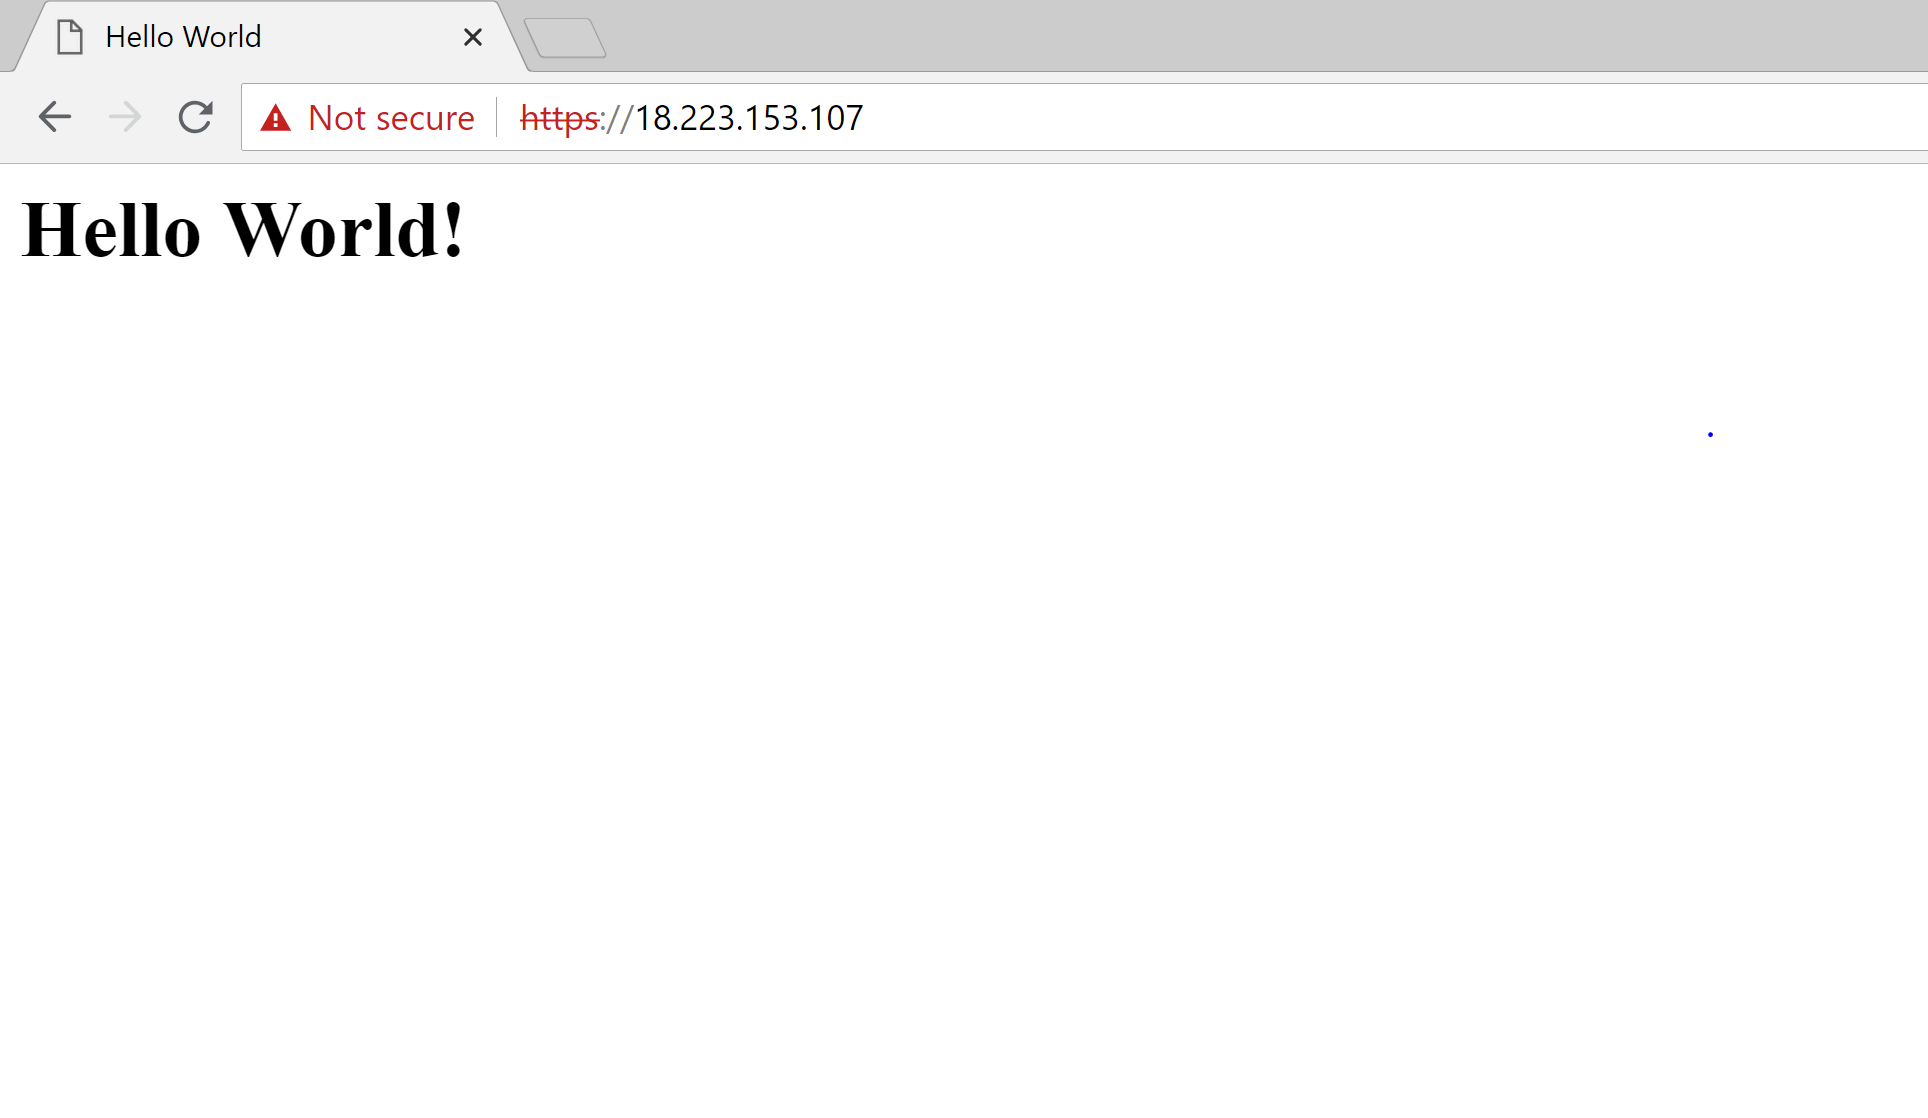 Hello World
Not secure https://18.223.153.107
Hello World!